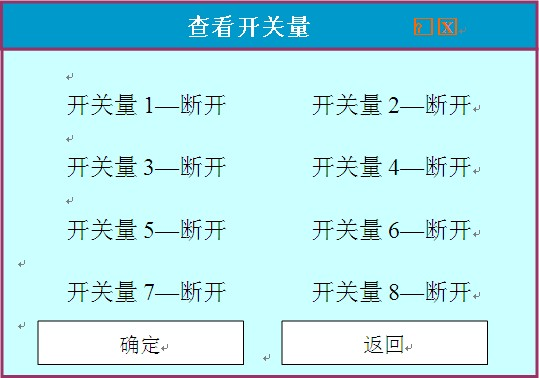 查看开关量 ? X
开关量 1—断开 开关量 2—断开
开关量 3—断开 开关量 4—断开
开关量 5—断开 开关量 6—断开
开关量 7—断开 开关量 8—断开
确定 返回